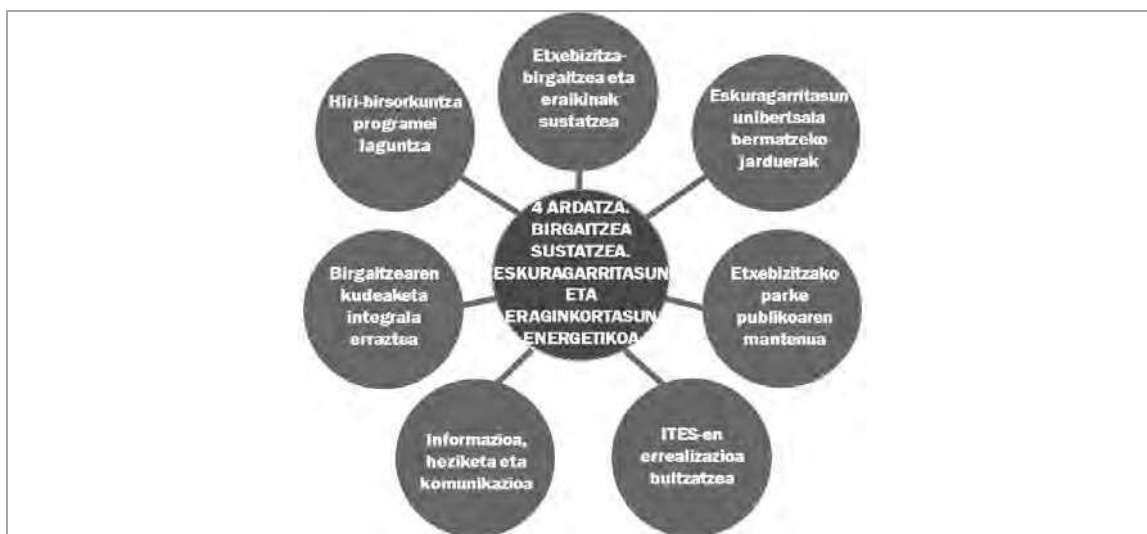 Etxebizitza-
birgaitzea eta
eraikinak
sustatzea
Eskuragarritasun
unibertsala
bermatzeko
jarduerak
Etxebizitzako
parke
publikoaren
mantenua
ITES-en
errealizazioa
bultzatzea
Informazioa,
heziketa eta
komunikazioa
Birgaitzearen
kudeaketa
integrala
erraztea
Hiri-birsorkuntza
programei
laguntza
4 ARDATZA.
BIRGAITZEA
SUSTATZEA.
ESKURAGARRITASUN
ETA
ERAGINKORTASUN
ENERGETIKOA